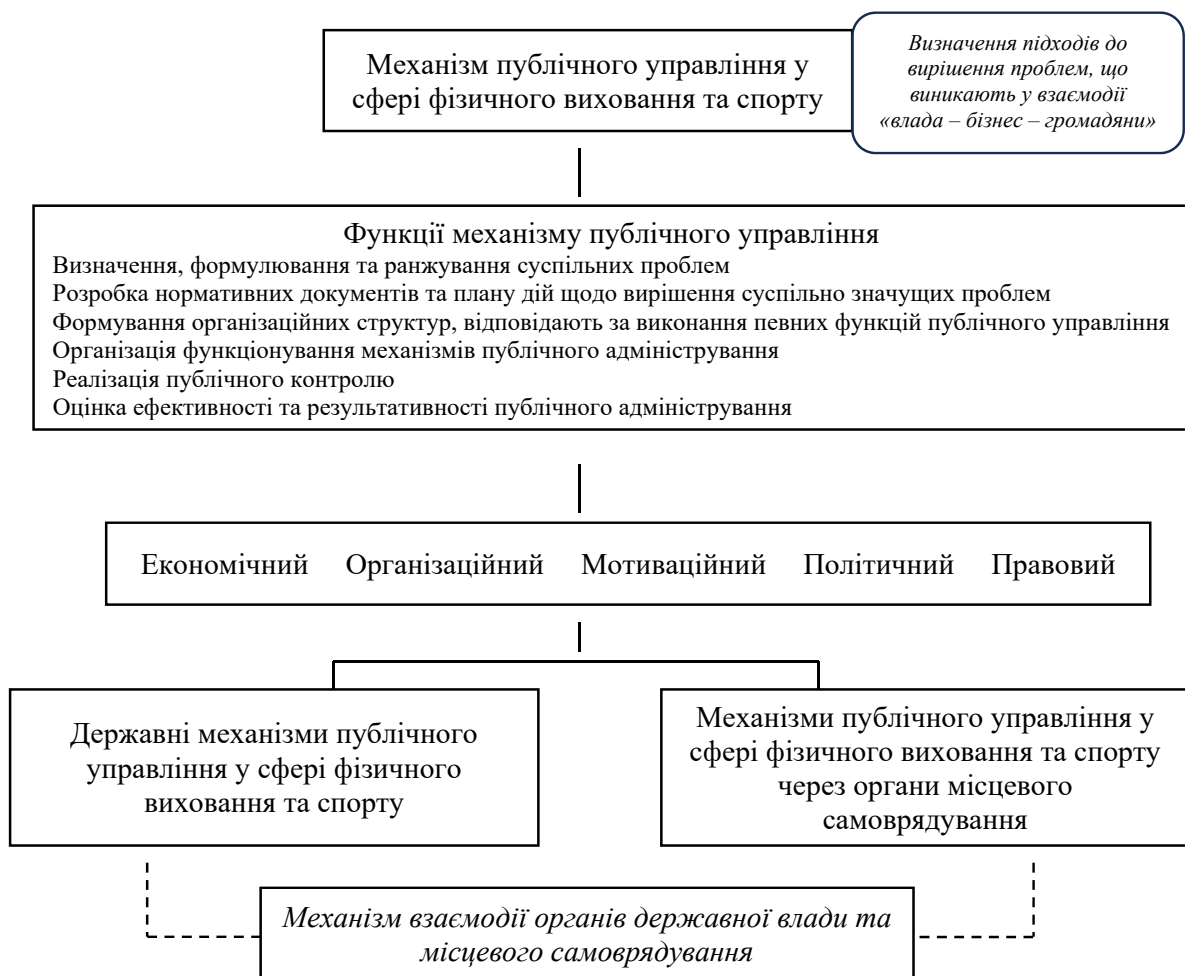 Механізм публічного управління у
сфері фізичного виховання та спорту
Визначення підходів до
вирішення проблем, що
виникають у взаємодії
«влада – бізнес – громадяни»
Функції механізму публічного управління
Визначення, формулювання та ранжування суспільних проблем
Розробка нормативних документів та плану дій щодо вирішення суспільно значущих проблем
Формування організаційних структур, відповідають за виконання певних функцій публічного управління
Організація функціонування механізмів публічного адміністрування
Реалізація публічного контролю
Оцінка ефективності та результативності публічного адміністрування
Економічний Організаційний Мотиваційний Політичний Правовий
Державні механізми публічного
управління у сфері фізичного
виховання та спорту
Механізми публічного управління у
сфері фізичного виховання та спорту
через органи місцевого
самоврядування
Механізм взаємодії органів державної влади та
місцевого самоврядування